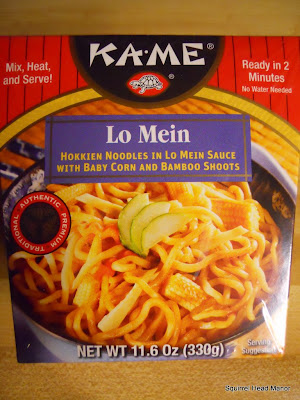 KA·ME®
Mix, Heat,
and Serve!
Ready in 2
Minutes
No Water Needed
®
Lo Mein
HOKKIEN NOODLES IN LO MEIN SAUCE
WITH BABY CORN AND BAMBOO SHOOTS
AUTHENTIC PREMIUM TRADITIONAL
NET WT 11.6 Oz (330g)
Serving
Suggestion
Squirrel Head Manor